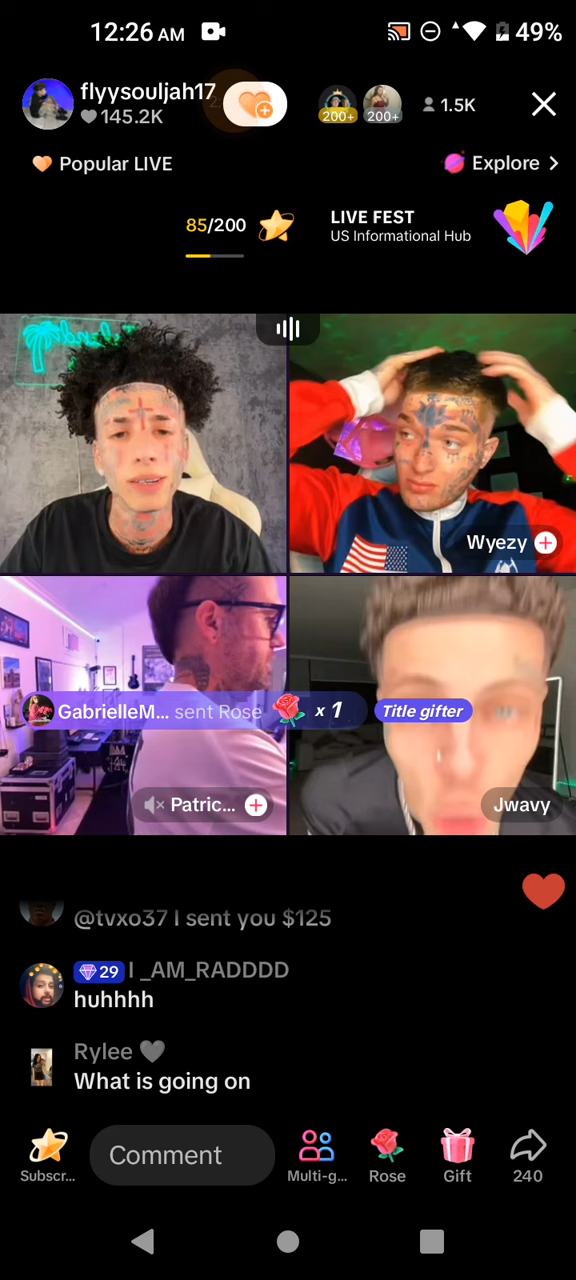 12:26 AM
49%
flyysouljah17
145.2K
200+
200+
1.5K
Popular LIVE
Explore >
85/200
LIVE FEST
US Informational Hub
Wyezy
GabrielleM... sent Rose x 1
Title gifter
Patric...
Jwavy
@tvxo37 I sent you $125
29 I _AM_RADDDD
huhhhh
Rylee 🖤
What is going on
Comment
Subscr...
Multi-g...
Rose
Gift
240